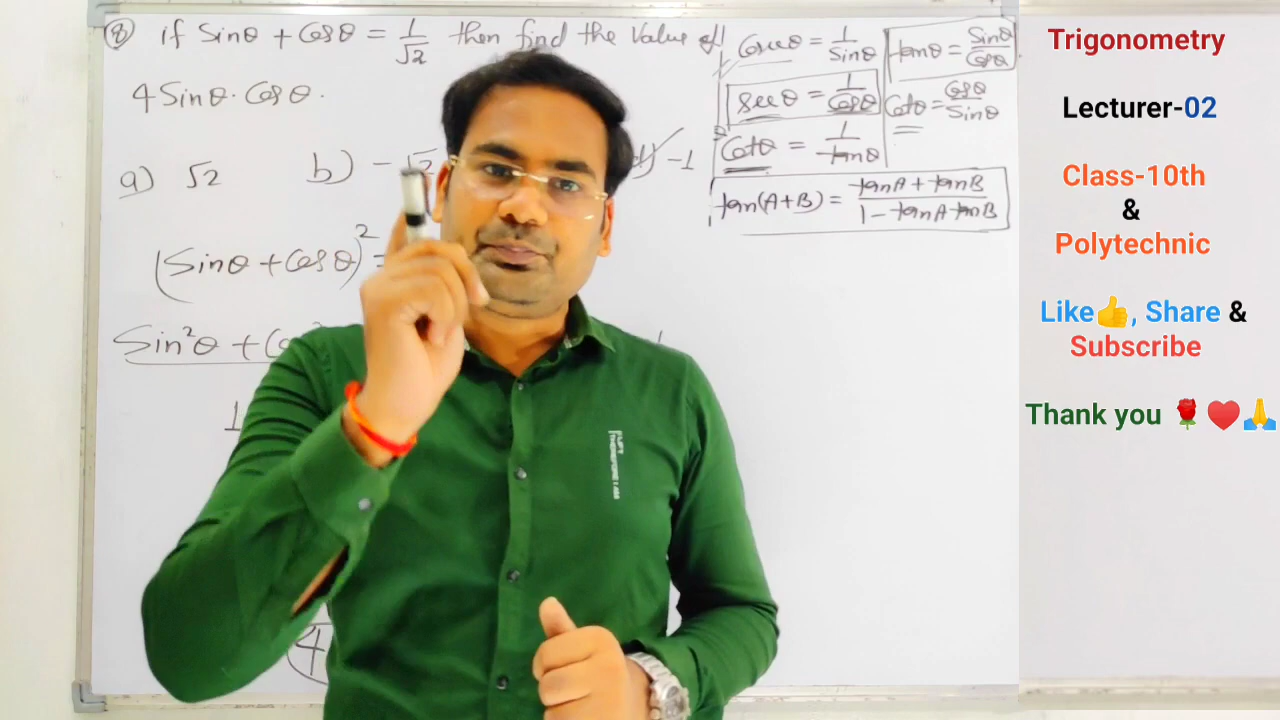 ⑧ if Sinθ + Cosθ = 1/√2 then find the value of
4 Sinθ. Cosθ.
a) √2 b) -√2 d) -1
(Sinθ + Cosθ)² =
Sin²θ +
1
4
Cosecθ = 1/Sinθ
tanθ = Sinθ/Cosθ
secθ = 1/Cosθ
Cotθ = Cosθ/Sinθ
Cotθ = 1/tanθ
tan(A+B) = tanA + tanB/1 - tanA tanB
Trigonometry
Lecturer-02
Class-10th
&
Polytechnic
Like👍, Share &
Subscribe
Thank you 🌹♥️🙏